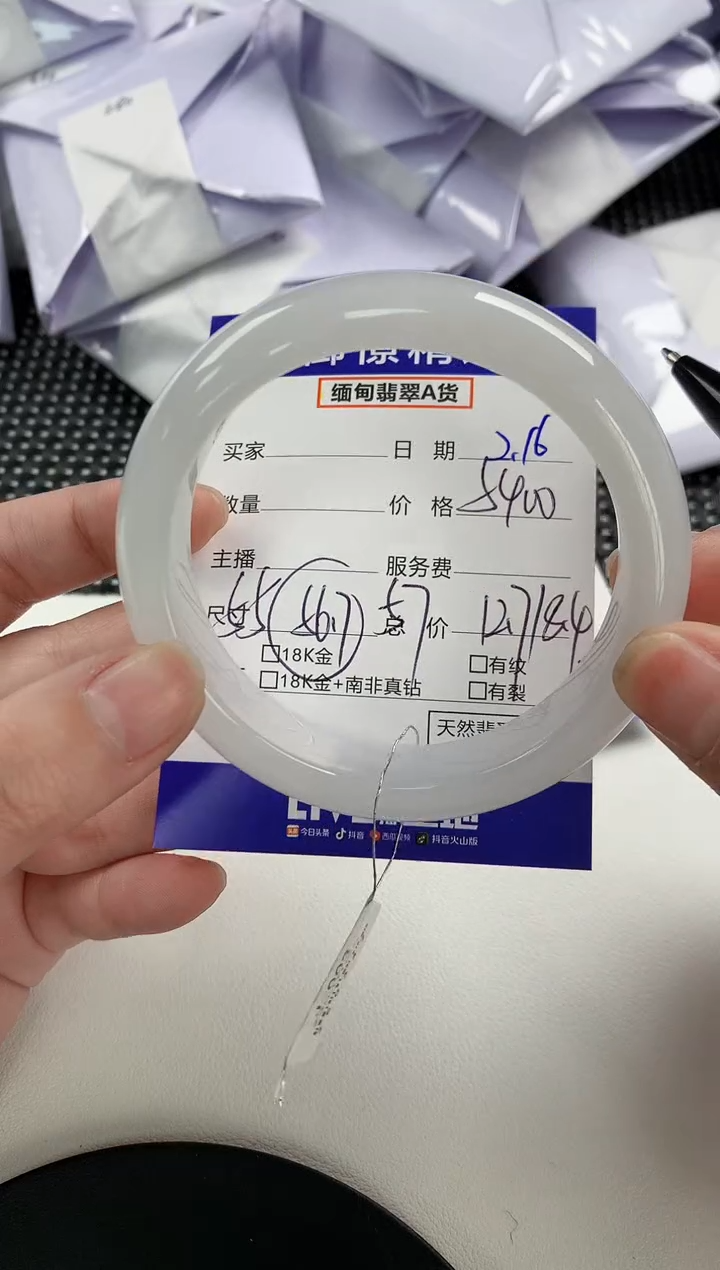 缅甸翡翠A货
买家 日期 2.16
数量 价格 5400
主播 服务费
尺寸 55 56.7 57 总价 12.7/8.4
□18K金 □有纹
□18K金+南非真钻 □有裂
天然翡
今日头条 抖音 西瓜视频 抖音火山版